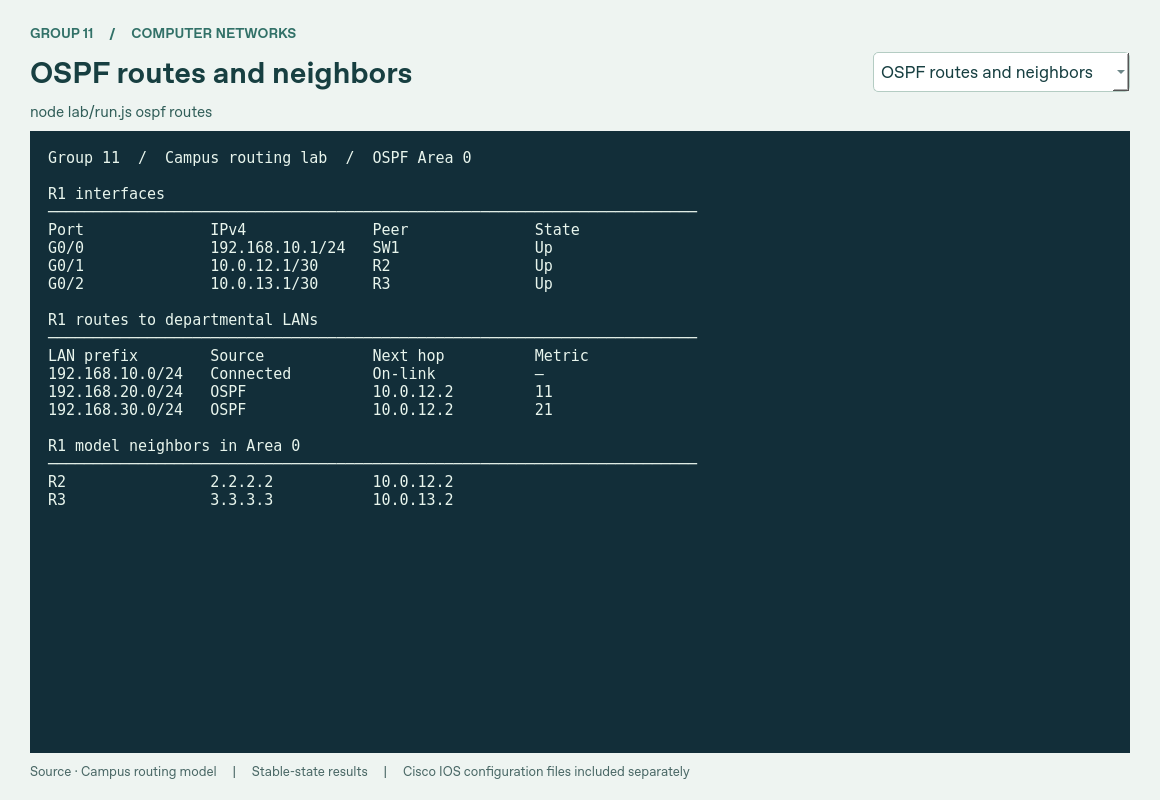 GROUP 11 / COMPUTER NETWORKS
OSPF routes and neighbors
OSPF routes and neighbors
node lab/run.js ospf routes
Group 11 / Campus routing lab / OSPF Area 0
R1 interfaces
Port IPv4 Peer State
G0/0 192.168.10.1/24 SW1 Up
G0/1 10.0.12.1/30 R2 Up
G0/2 10.0.13.1/30 R3 Up
R1 routes to departmental LANs
LAN prefix Source Next hop Metric
192.168.10.0/24 Connected On-link —
192.168.20.0/24 OSPF 10.0.12.2 11
192.168.30.0/24 OSPF 10.0.12.2 21
R1 model neighbors in Area 0
R2 2.2.2.2 10.0.12.2
R3 3.3.3.3 10.0.13.2
Source · Campus routing model | Stable-state results | Cisco IOS configuration files included separately